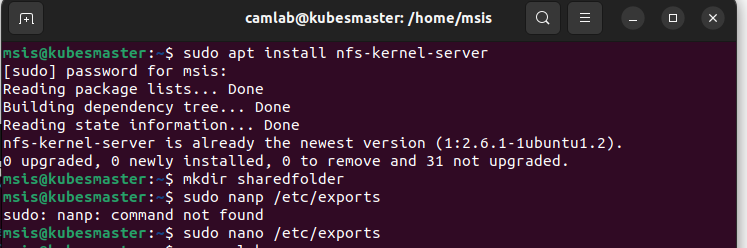 camlab@kubesmaster: /home/msis
msis@kubesmaster:~$ sudo apt install nfs-kernel-server
[sudo] password for msis:
Reading package lists... Done
Building dependency tree... Done
Reading state information... Done
nfs-kernel-server is already the newest version (1:2.6.1-1ubuntu1.2).
0 upgraded, 0 newly installed, 0 to remove and 31 not upgraded.
msis@kubesmaster:~$ mkdir sharedfolder
msis@kubesmaster:~$ sudo nanp /etc/exports
sudo: nanp: command not found
msis@kubesmaster:~$ sudo nano /etc/exports